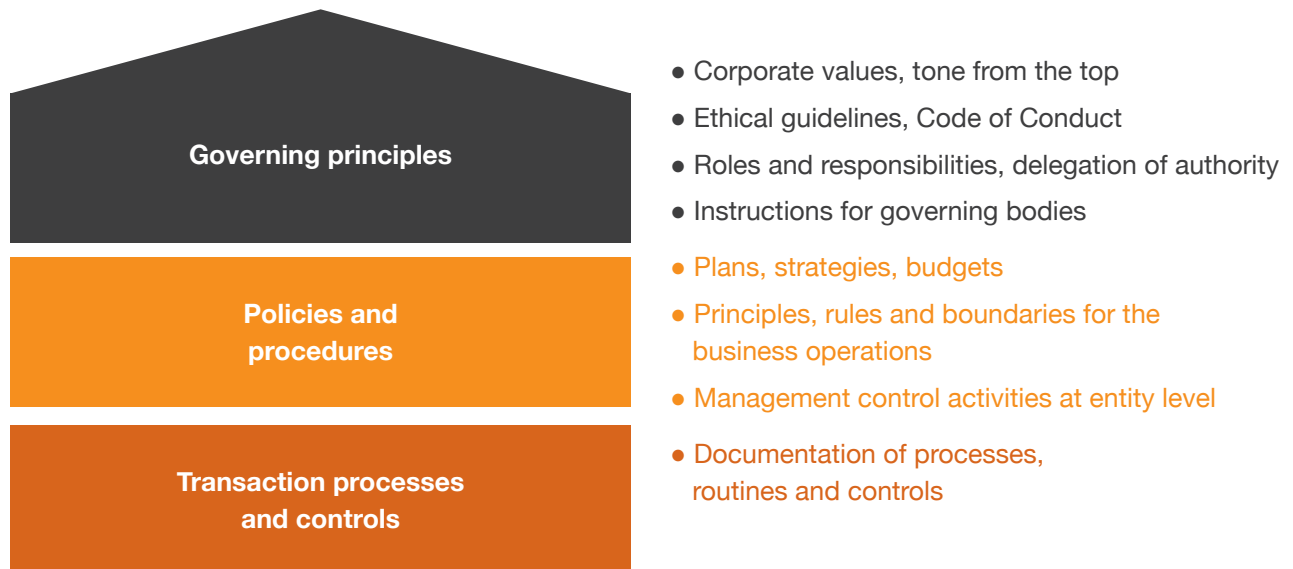 Governing principles
● Corporate values, tone from the top
● Ethical guidelines, Code of Conduct
● Roles and responsibilities, delegation of authority
● Instructions for governing bodies
Policies and
procedures
● Plans, strategies, budgets
● Principles, rules and boundaries for the
business operations
● Management control activities at entity level
Transaction processes
and controls
● Documentation of processes,
routines and controls